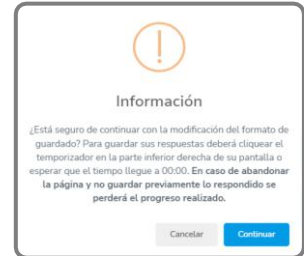 Información
¿Está seguro de continuar con la modificación del formato de
guardado? Para guardar sus respuestas deberá cliquear el
temporizador en la parte inferior derecha de su pantalla o
esperar que el tiempo llegue a 00:00. En caso de abandonar
la página y no guardar previamente lo respondido se
perderá el progreso realizado.
Cancelar
Continuar